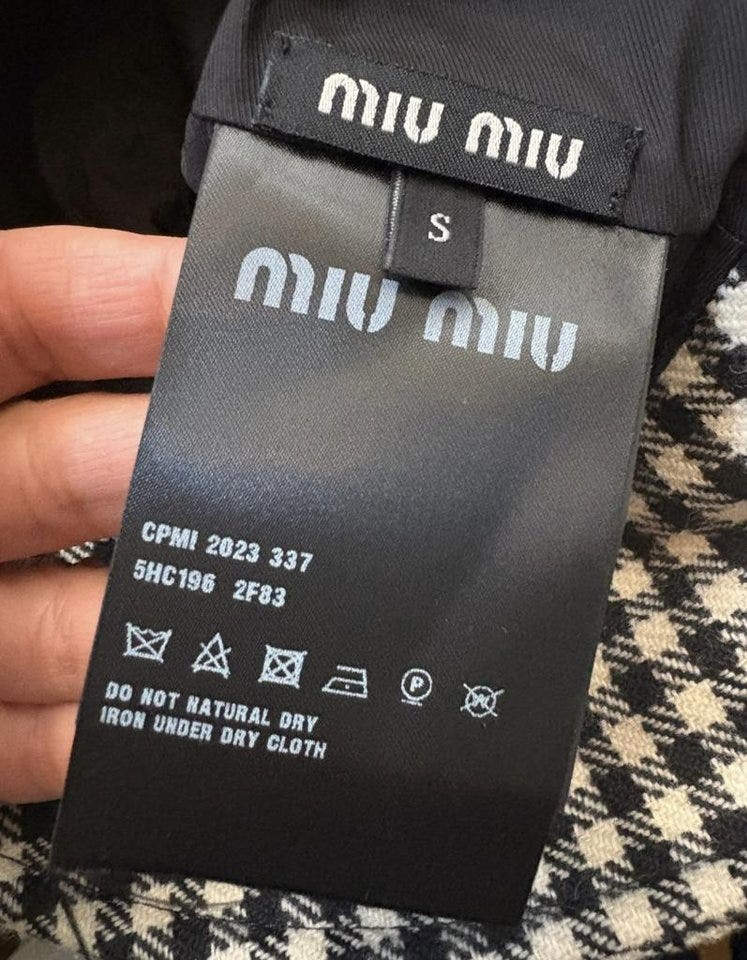 MIU MIU
S
MIU MIU
CPMI 2023 337
5HC196 2F83
P
DO NOT NATURAL DRY
IRON UNDER DRY CLOTH